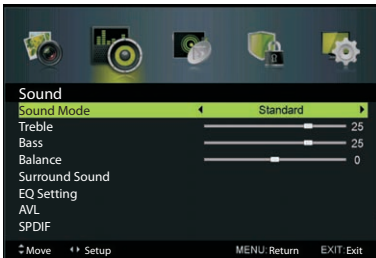 Sound
Sound Mode Standard
Treble 25
Bass 25
Balance 0
Surround Sound
EQ Setting
AVL
SPDIF
Move Setup MENU: Return EXIT: Exit